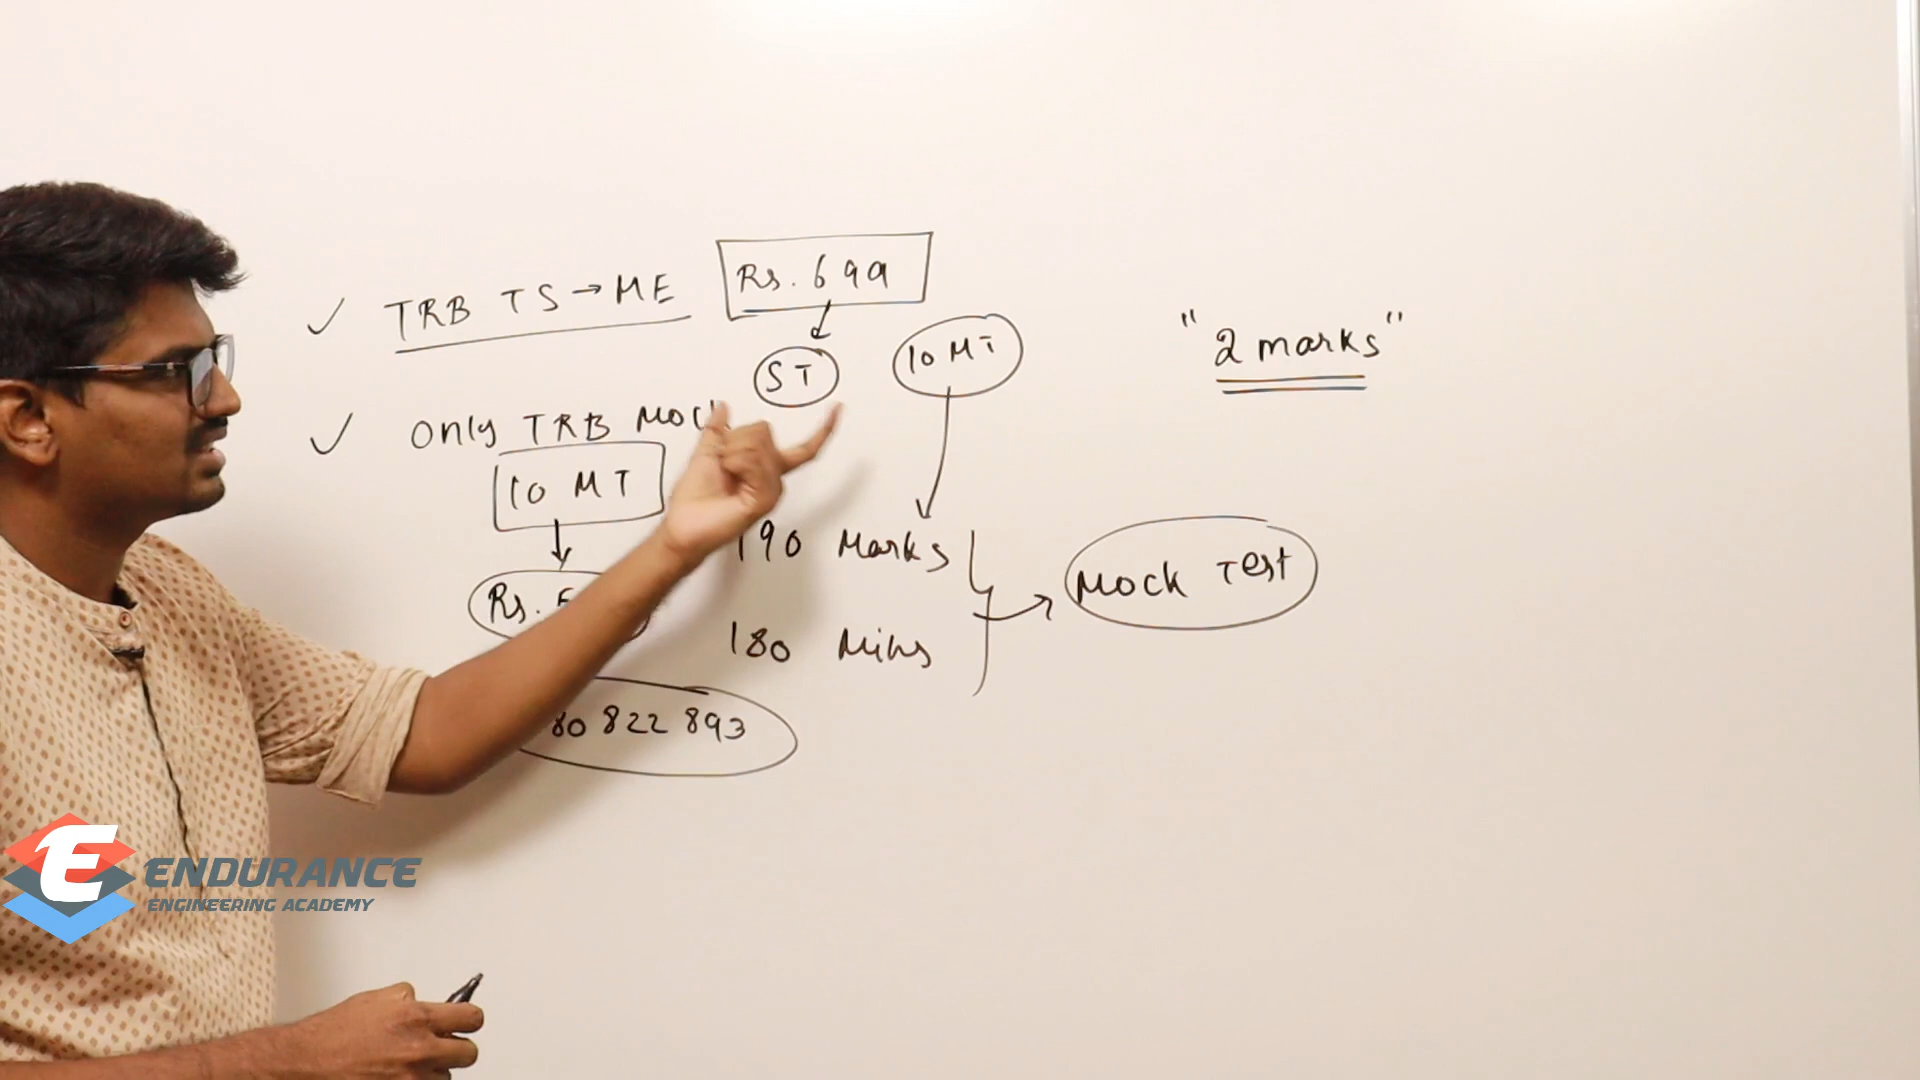 ✓ TRB TS → ME Rs. 699
ST 10 MT
"2 marks"
✓ Only TRB
10 MT
190 Marks
Mock Test
Rs.
180 Mins
80 822 893
E ENDURANCE
ENGINEERING ACADEMY